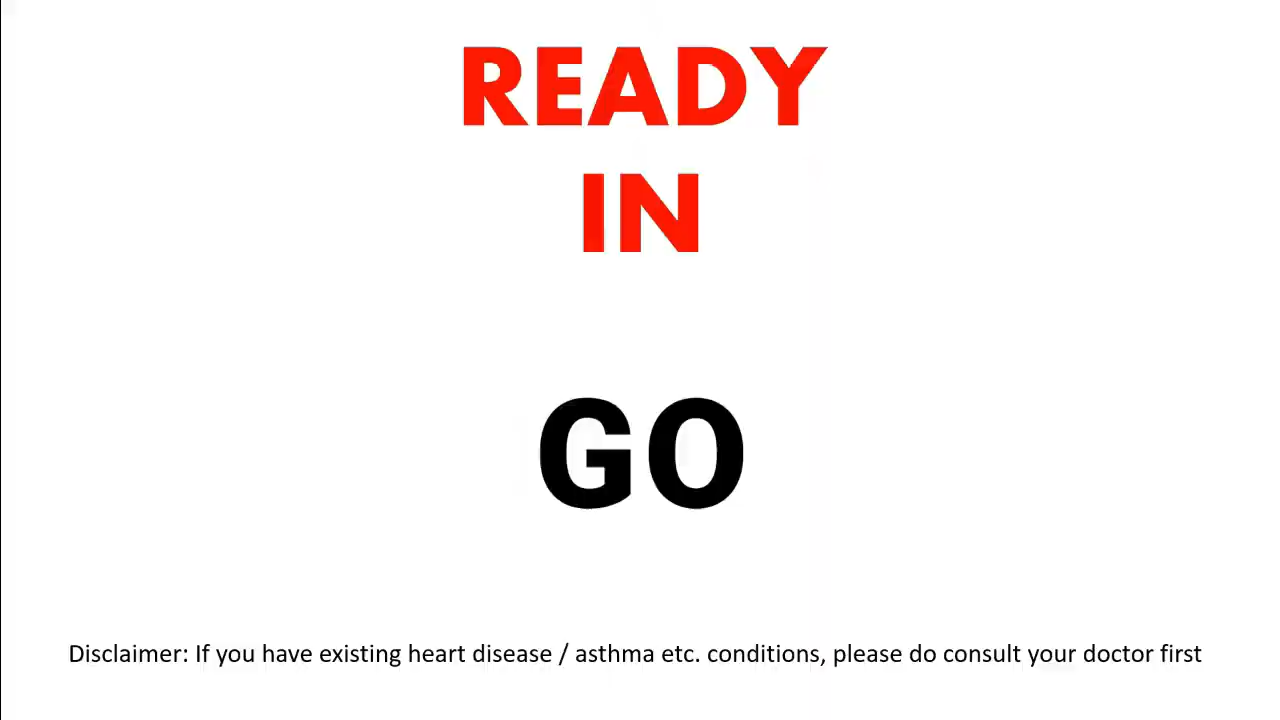 READY
IN
GO
Disclaimer: If you have existing heart disease / asthma etc. conditions, please do consult your doctor first